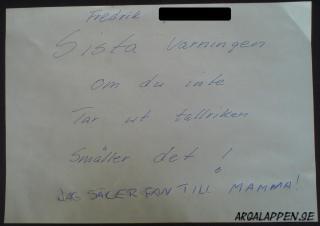 Fredrik
Sista varningen
om du inte
Tar ut tallriken
Smäller det!
JAG SÄGER FAN TILL MAMMA!
ARGALAPPEN.SE